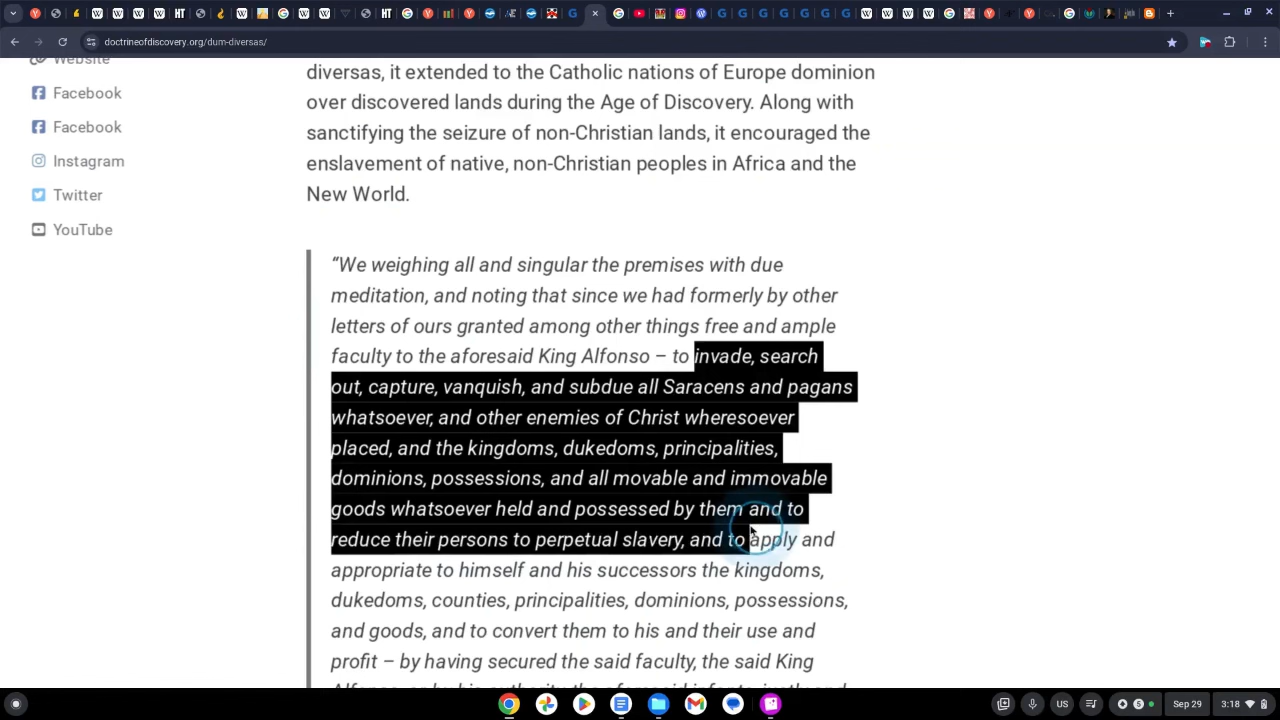 doctrineofdiscovery.org/dum-diversas/
Website
Facebook
Facebook
Instagram
Twitter
YouTube
diversas, it extended to the Catholic nations of Europe dominion
over discovered lands during the Age of Discovery. Along with
sanctifying the seizure of non-Christian lands, it encouraged the
enslavement of native, non-Christian peoples in Africa and the
New World.
“We weighing all and singular the premises with due
meditation, and noting that since we had formerly by other
letters of ours granted among other things free and ample
faculty to the aforesaid King Alfonso – to invade, search
out, capture, vanquish, and subdue all Saracens and pagans
whatsoever, and other enemies of Christ wheresoever
placed, and the kingdoms, dukedoms, principalities,
dominions, possessions, and all movable and immovable
goods whatsoever held and possessed by them and to
reduce their persons to perpetual slavery, and to apply and
appropriate to himself and his successors the kingdoms,
dukedoms, counties, principalities, dominions, possessions,
and goods, and to convert them to his and their use and
profit – by having secured the said faculty, the said King
US
5
Sep 29
3:18